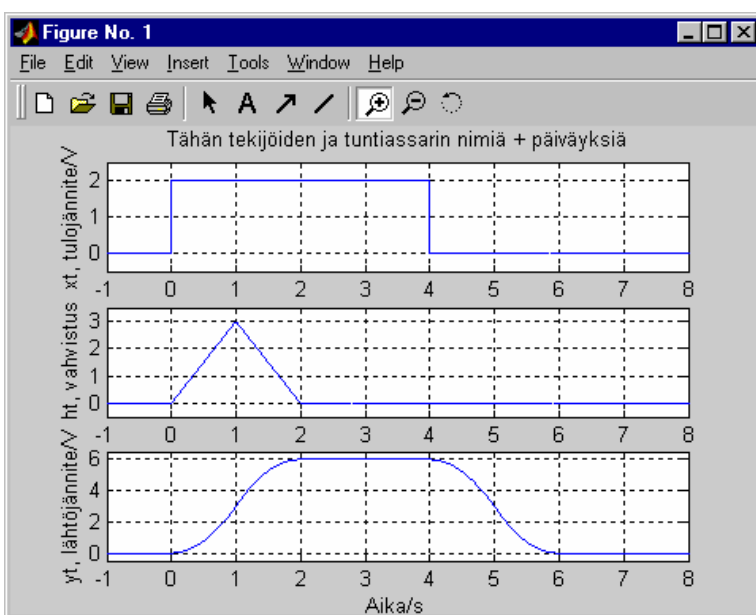 Figure No. 1
File Edit View Insert Tools Window Help
A
Tähän tekijöiden ja tuntiassarin nimiä + päiväyksiä
xt, tulojännite/V
2
1
0
-1 0 1 2 3 4 5 6 7 8
ht, vahvistus
3
2
1
0
-1 0 1 2 3 4 5 6 7 8
yt, lähtöjännite/V
6
4
2
0
-1 0 1 2 3 4 5 6 7 8
Aika/s